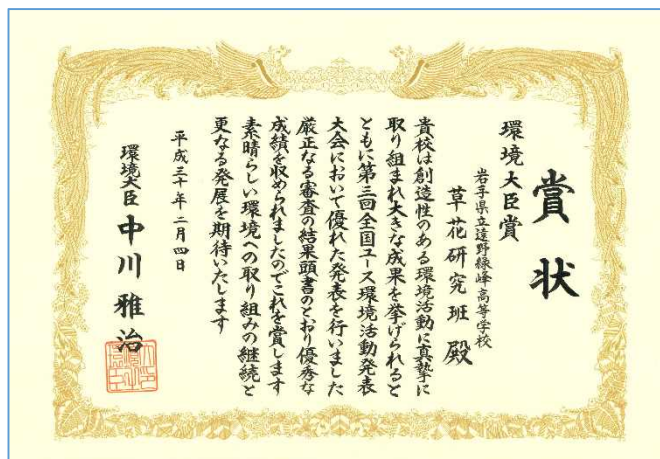 賞状
環境大臣賞
岩手県立遠野緑峰高等学校
草花研究班 殿
貴校は創造性のある環境活動に真摯に
取り組まれ大きな成果を挙げられると
ともに第三回全国ユース環境活動発表
大会において優れた発表を行いました
厳正なる審査の結果頭書のとおり優秀な
成績を収められましたのでこれを賞します
素晴らしい環境への取り組みの継続と
更なる発展を期待いたします
平成三十年二月四日
環境大臣 中川雅治